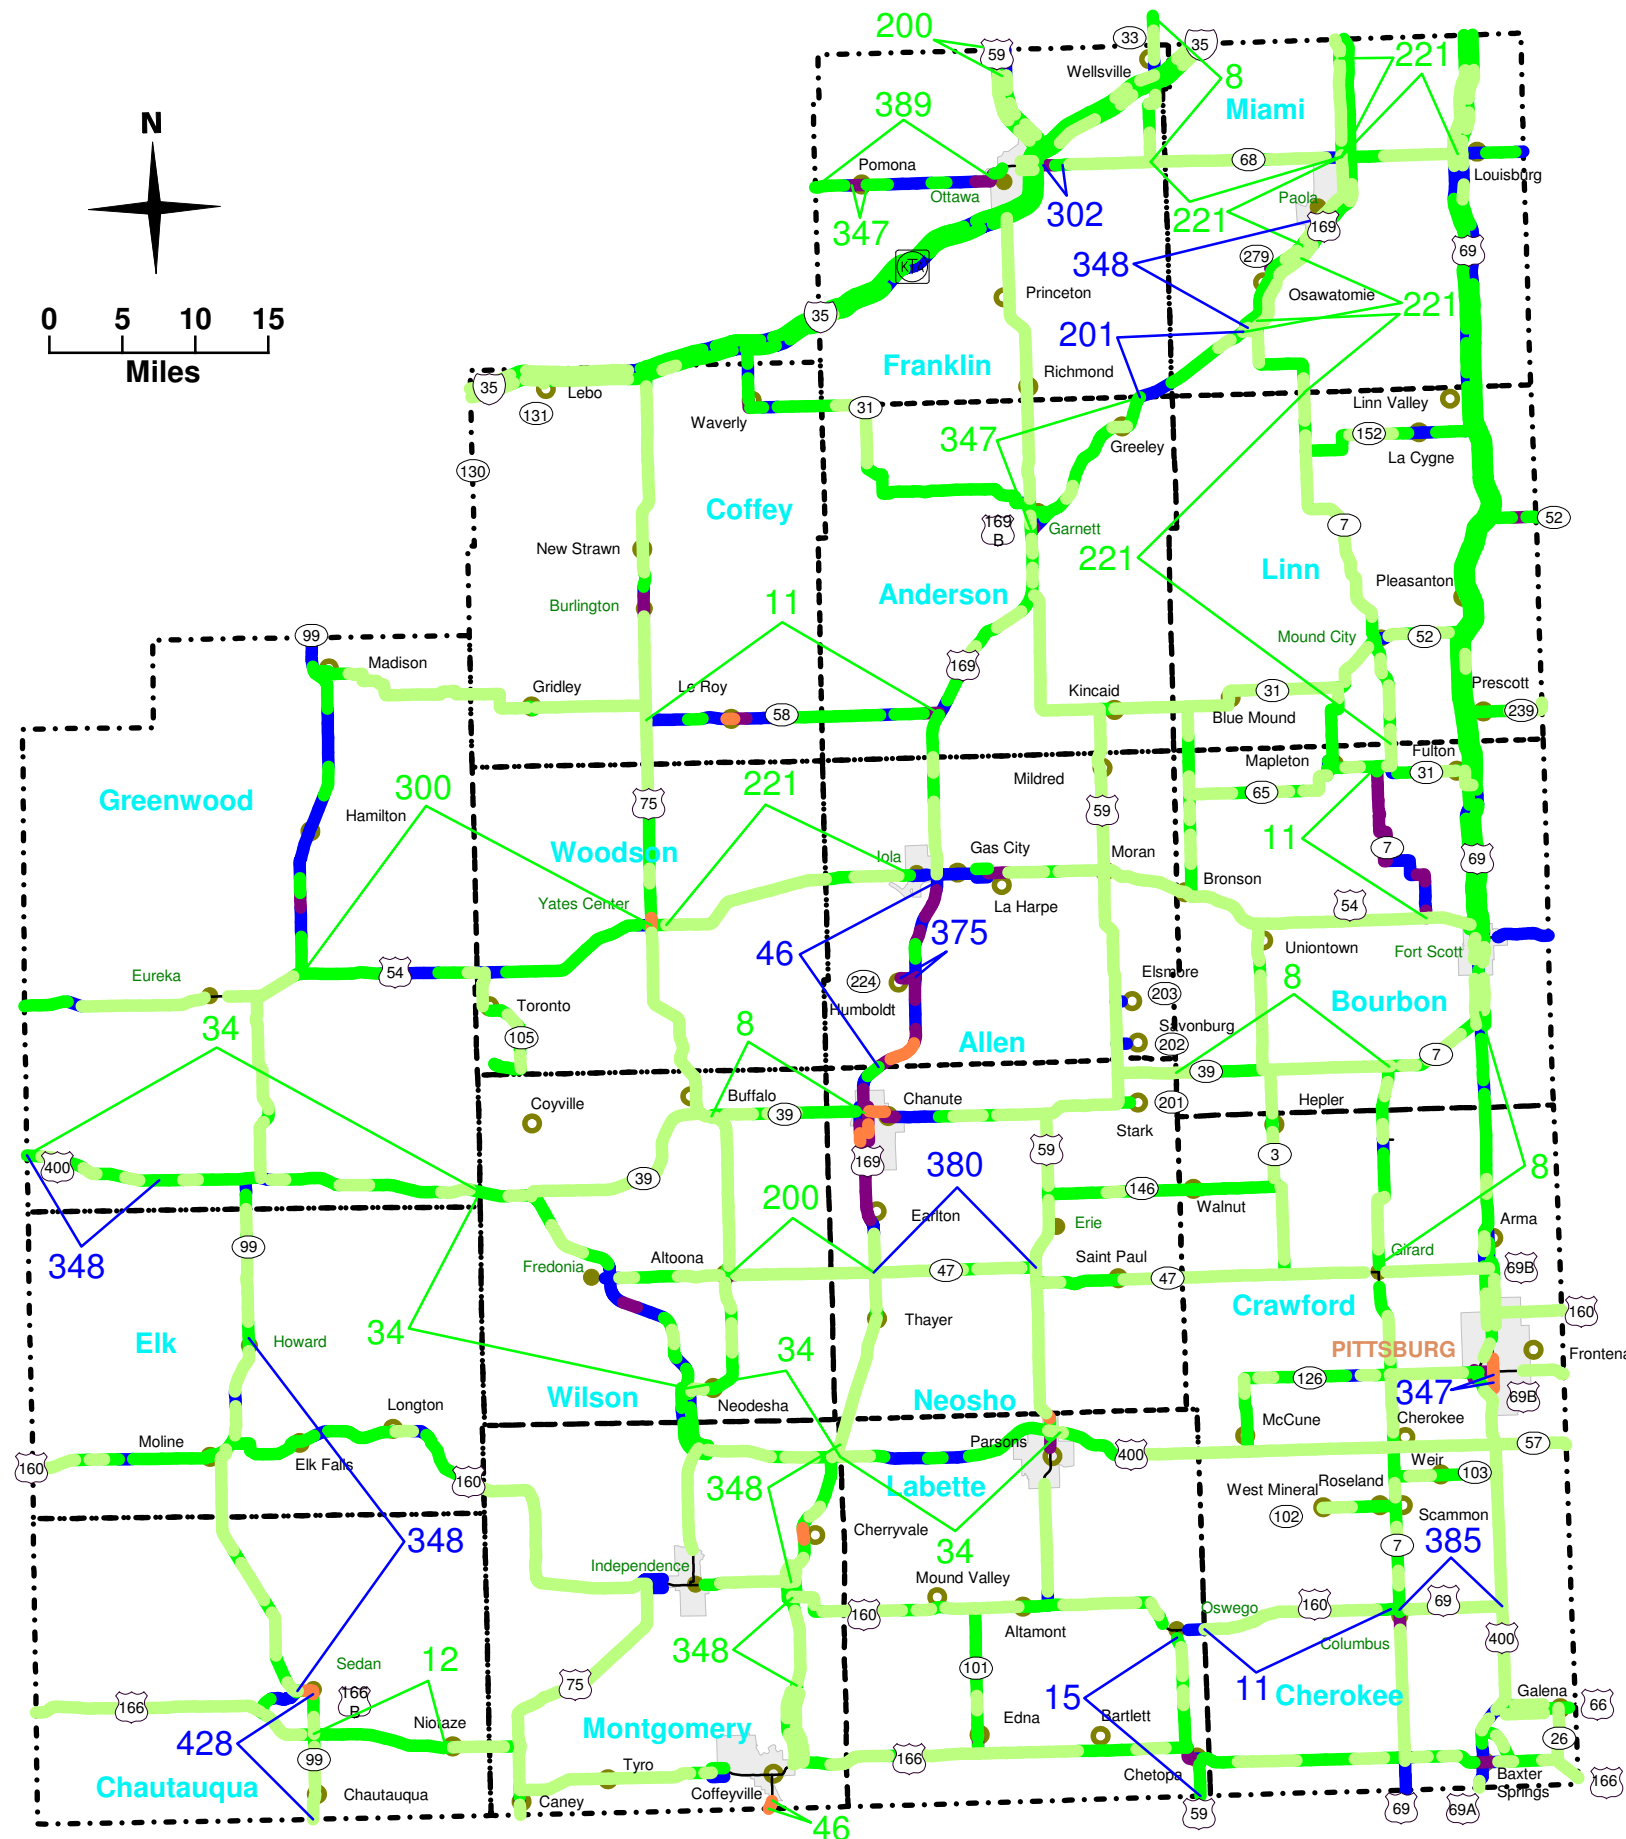 200
59
33
35
Wellsville
8
221
Miami
389
N
Pomona
Ottawa
68
Louisburg
302
Paola
221
169
347
348
279
69
KTA
Princeton
Osawatomie
221
0 5 10 15
Miles
35
201
Franklin
Richmond
35
Lebo
131
Waverly
31
Linn Valley
347
Greeley
152
La Cygne
130
Coffey
169
B
Garnett
7
52
New Strawn
221
Linn
Pleasanton
Burlington
11
Anderson
Mound City
52
99
Madison
169
Gridley
Le Roy
58
Kincaid
31
Blue Mound
Prescott
239
Fulton
Mapleton
31
Mildred
65
Greenwood
300
221
75
59
Hamilton
11
7
69
Woodson
Iola
Gas City
Moran
Bronson
Yates Center
La Harpe
54
46
375
Uniontown
Fort Scott
Eureka
54
224
Elsmore
203
8
Bourbon
Toronto
Humboldt
34
105
8
Allen
Savonburg
202
7
39
Buffalo
39
Chanute
201
Hepler
Coyville
Stark
59
3
400
169
380
39
8
146
Walnut
200
Earlton
Erie
Arma
99
348
Altoona
Saint Paul
Girard
Fredonia
47
47
69B
Crawford
160
Elk
Howard
34
34
Thayer
PITTSBURG
Frontena
126
Wilson
Neosho
347
69B
Longton
Neodesha
McCune
Cherokee
Moline
Parsons
400
57
160
Elk Falls
160
Weir
103
348
Labette
West Mineral
Roseland
102
Scammon
348
Cherryvale
385
34
7
Independence
Mound Valley
160
Oswego
160
69
Altamont
348
Columbus
400
Sedan
12
101
166
166
B
75
15
11
Cherokee
Galena
66
Niotaze
Montgomery
Edna
Bartlett
428
99
26
Tyro
166
Chetopa
Baxter
Springs
166
Chautauqua
Chautauqua
Caney
Coffeyville
46
59
69
69A